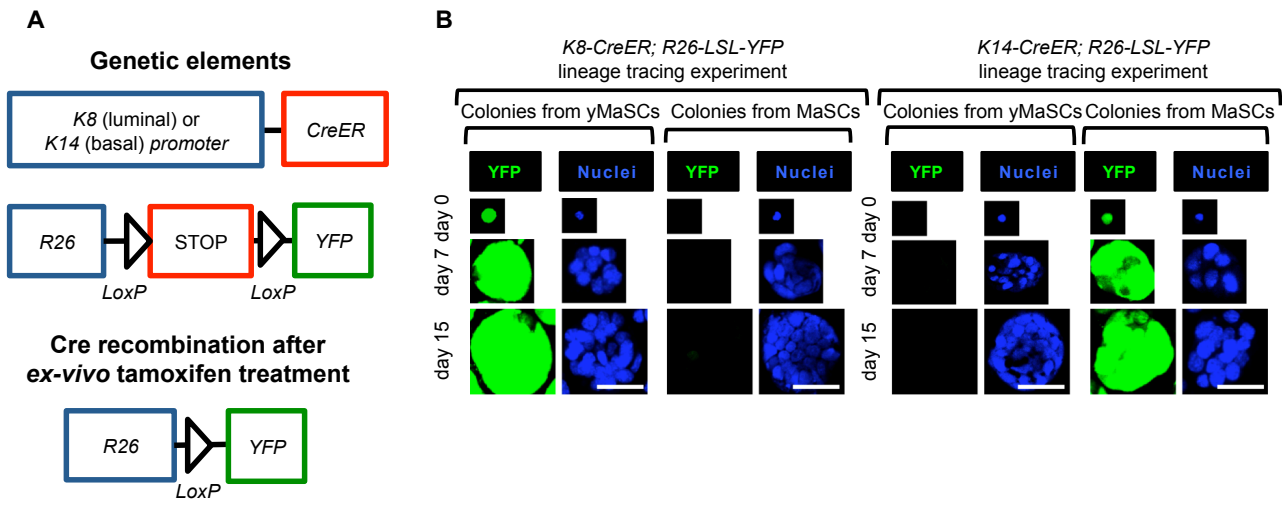 A
Genetic elements
K8 (luminal) or
K14 (basal) promoter
CreER
R26
STOP
YFP
LoxP
LoxP
Cre recombination after
ex-vivo tamoxifen treatment
R26
YFP
LoxP
B
K8-CreER; R26-LSL-YFP
lineage tracing experiment
Colonies from yMaSCs
Colonies from MaSCs
YFP
Nuclei
YFP
Nuclei
day 0
day 7
day 15
K14-CreER; R26-LSL-YFP
lineage tracing experiment
Colonies from yMaSCs
Colonies from MaSCs
YFP
Nuclei
YFP
Nuclei
day 0
day 7
day 15